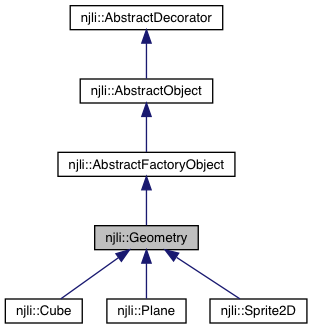 njli::AbstractDecorator
njli::AbstractObject
njli::AbstractFactoryObject
njli::Geometry
njli::Cube
njli::Plane
njli::Sprite2D